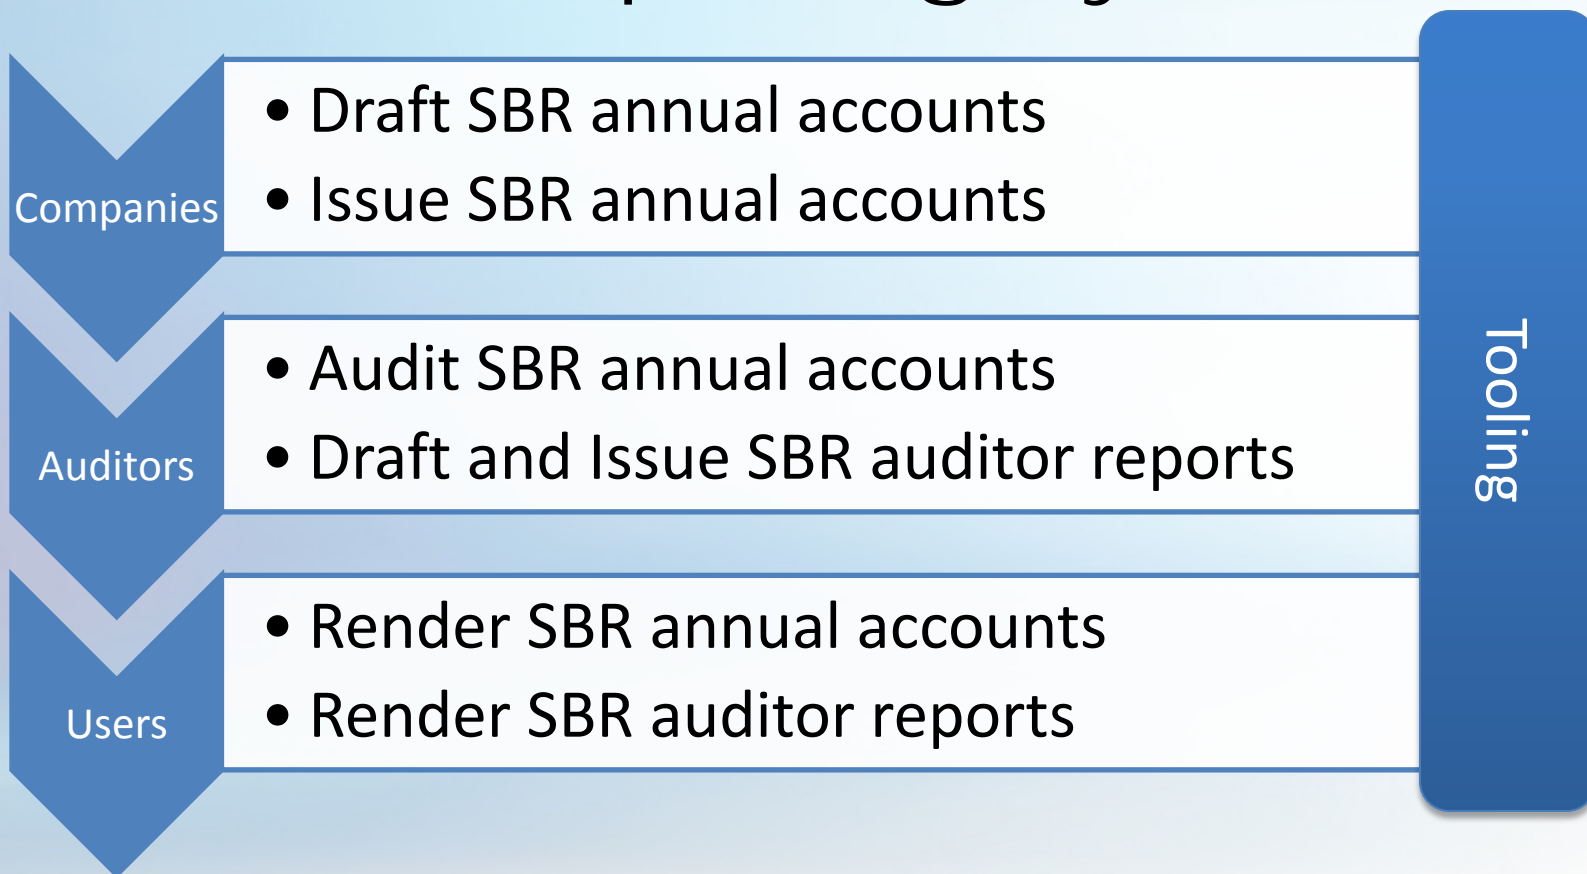 Companies
• Draft SBR annual accounts
• Issue SBR annual accounts
Auditors
• Audit SBR annual accounts
• Draft and Issue SBR auditor reports
Users
• Render SBR annual accounts
• Render SBR auditor reports
Tooling